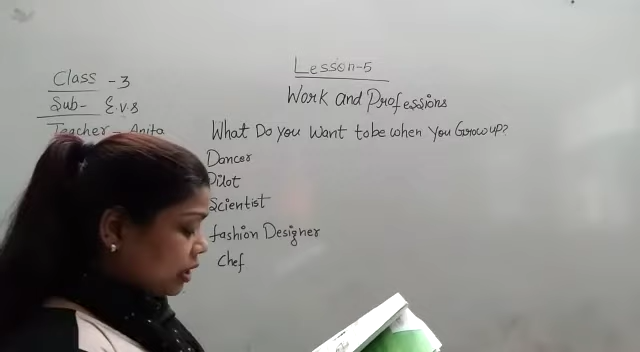 Class - 3
Sub- E.V.S
Teacher - Anita
Lesson-5
Work and Professions
What Do you Want to be when You Grow up?
Dancer
Pilot
Scientist
fashion Designer
Chef